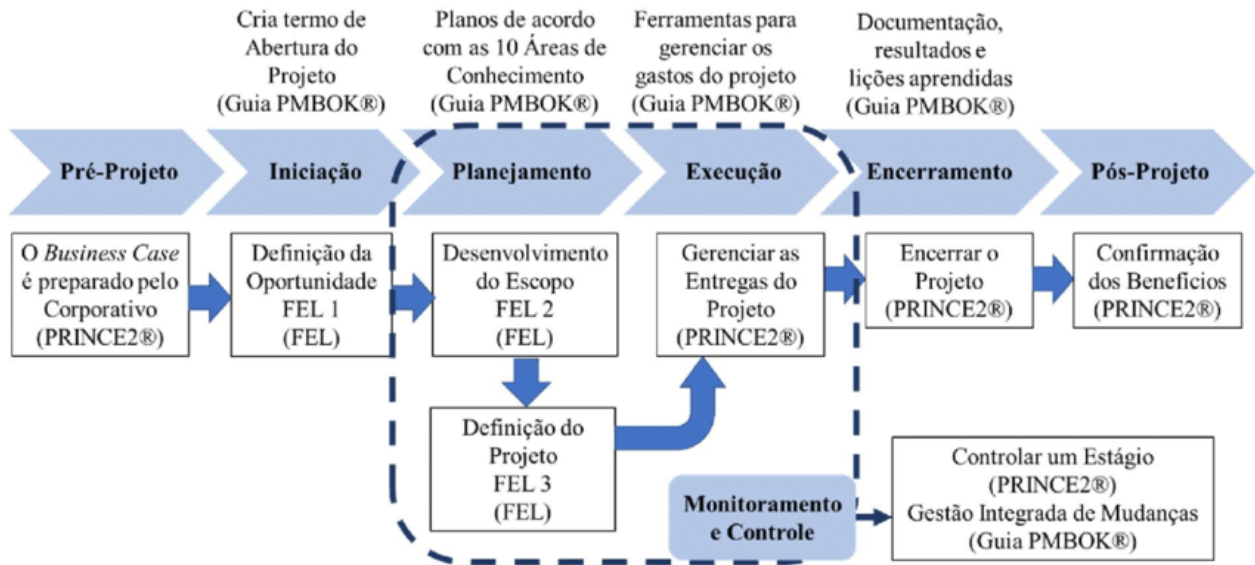 Cria termo de
Abertura do
Projeto
(Guia PMBOK®)
Planos de acordo
com as 10 Áreas de
Conhecimento
(Guia PMBOK®)
Ferramentas para
gerenciar os
gastos do projeto
(Guia PMBOK®)
Documentação,
resultados e
lições aprendidas
(Guia PMBOK®)
Pré-Projeto
Iniciação
Planejamento
Execução
Encerramento
Pós-Projeto
O Business Case
é preparado pelo
Corporativo
(PRINCE2®)
Definição da
Oportunidade
FEL 1
(FEL)
Desenvolvimento
do Escopo
FEL 2
(FEL)
Gerenciar as
Entregas do
Projeto
(PRINCE2®)
Encerrar o
Projeto
(PRINCE2®)
Confirmação
dos Benefícios
(PRINCE2®)
Definição do
Projeto
FEL 3
(FEL)
Monitoramento
e Controle
Controlar um Estágio
(PRINCE2®)
Gestão Integrada de Mudanças
(Guia PMBOK®)